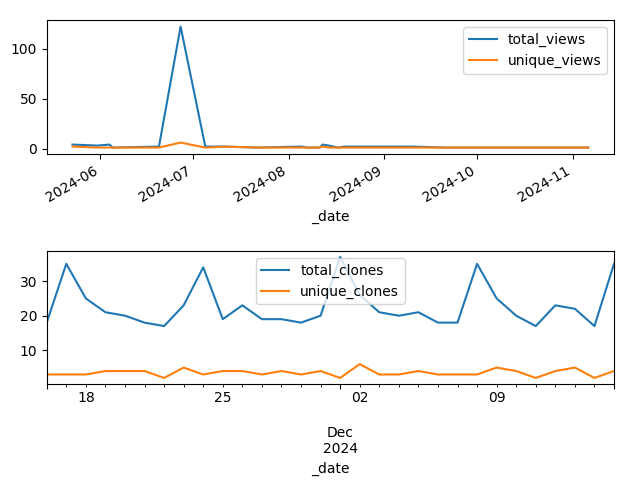 total_views
unique_views
100
50
0
2024-06
2024-07
2024-08
2024-09
2024-10
2024-11
_date
total_clones
unique_clones
30
20
10
18
25
02
09
Dec
2024
_date